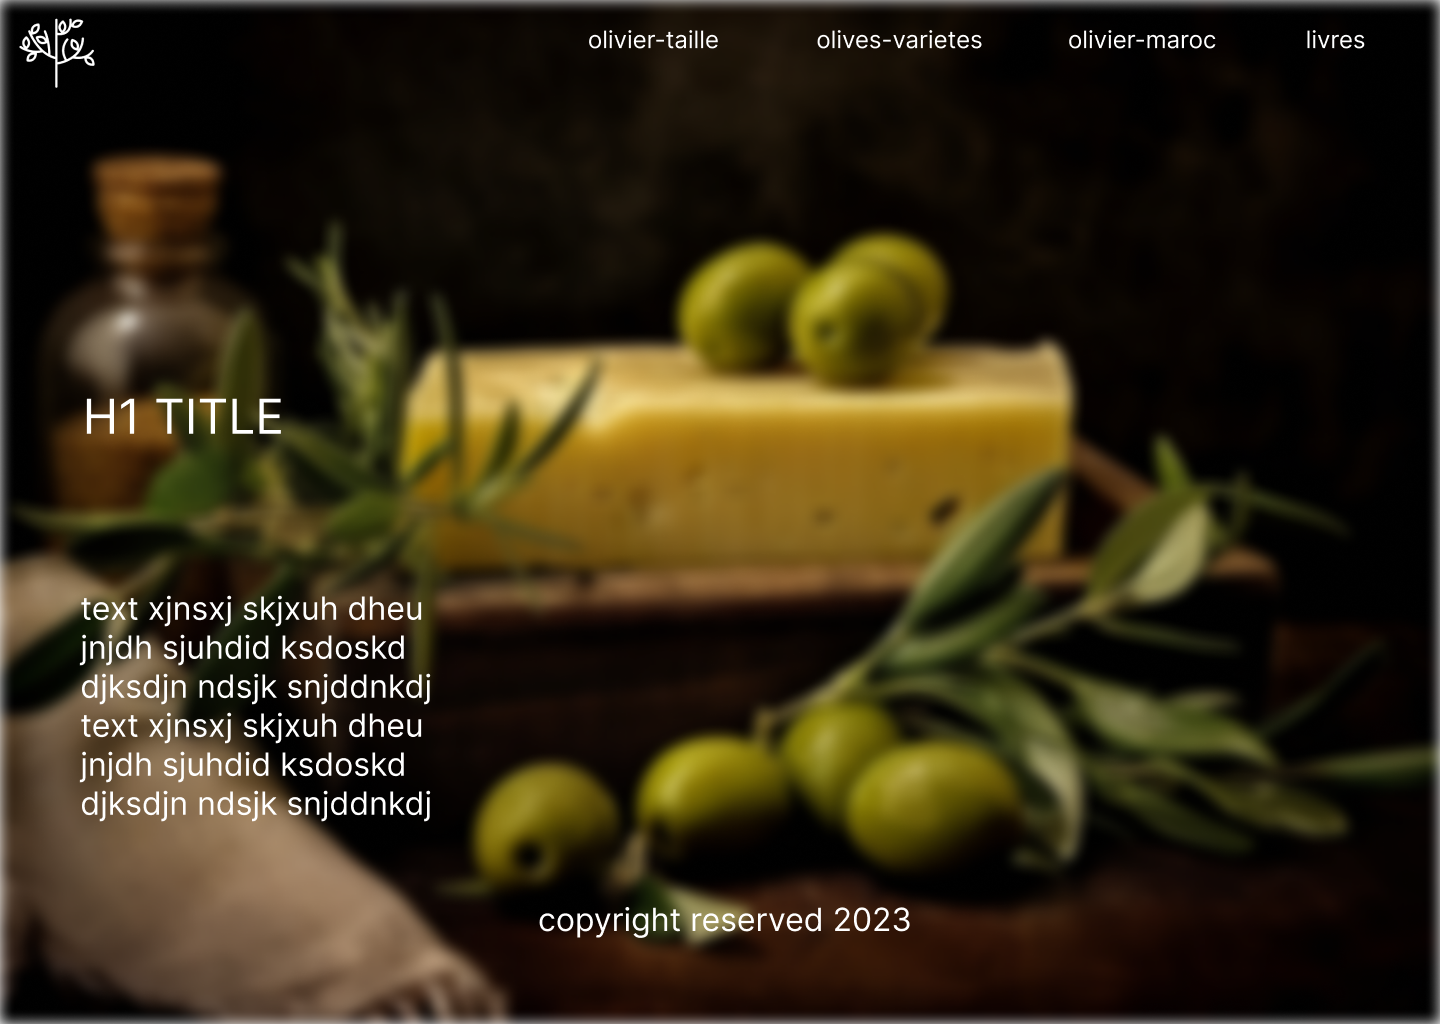 olivier-taille olives-varietes olivier-maroc livres
H1 TITLE
text xjnsxj skjxuh dheu
jnjdh sjuhdid ksdoskd
djksdjn ndsjk snjddnkdj
text xjnsxj skjxuh dheu
jnjdh sjuhdid ksdoskd
djksdjn ndsjk snjddnkdj
copyright reserved 2023